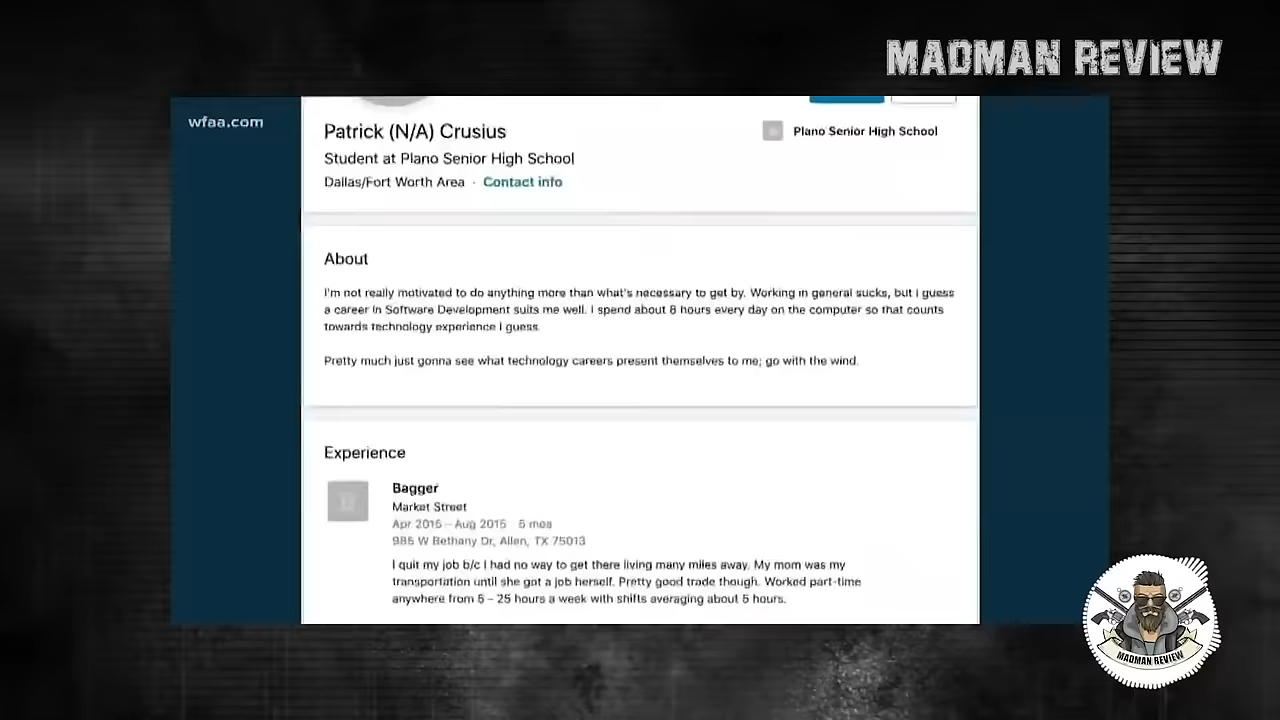 MADMAN REVIEW
wfaa.com
Patrick (N/A) Crusius
Plano Senior High School
Student at Plano Senior High School
Dallas/Fort Worth Area · Contact info
About
I'm not really motivated to do anything more than what's necessary to get by. Working in general sucks, but I guess
a career in Software Development suits me well. I spend about 8 hours every day on the computer so that counts
towards technology experience I guess.
Pretty much just gonna see what technology careers present themselves to me; go with the wind.
Experience
Bagger
Market Street
Apr 2015 – Aug 2015 · 5 mos
985 W Bethany Dr, Allen, TX 75013
I quit my job b/c I had no way to get there living many miles away. My mom was my
transportation until she got a job herself. Pretty good trade though. Worked part-time
anywhere from 5 – 25 hours a week with shifts averaging about 5 hours.
MADMAN REVIEW